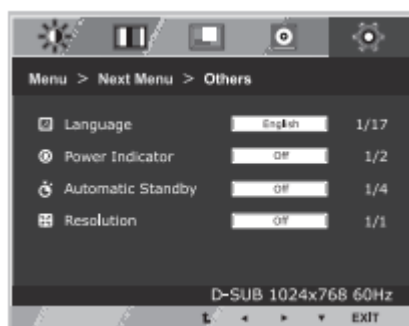 Menu > Next Menu > Others
Language English 1/17
Power Indicator Off 1/2
Automatic Standby Off 1/4
Resolution Off 1/1
D-SUB 1024x768 60Hz
EXIT